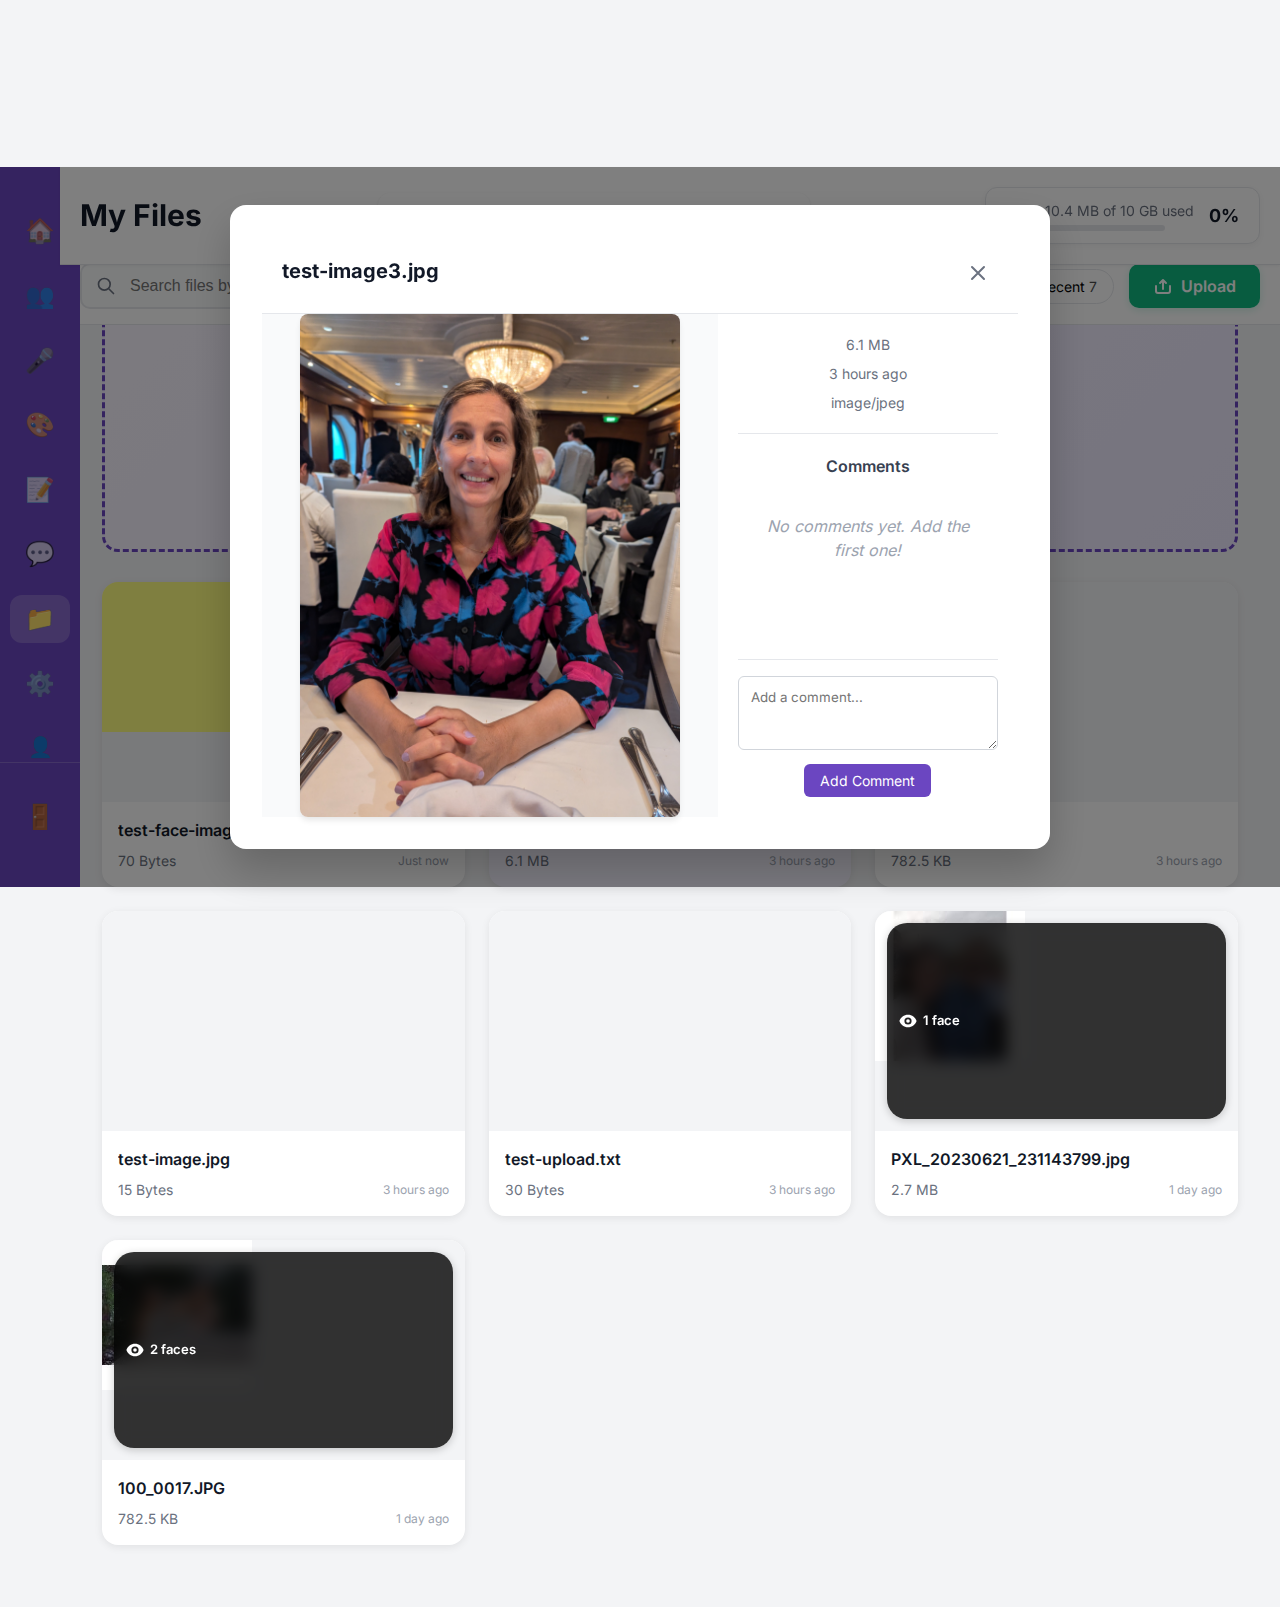 My Files
10.4 MB of 10 GB used
0%
Search files by
ecent 7
Upload
test-image3.jpg
6.1 MB
3 hours ago
image/jpeg
Comments
No comments yet. Add the
first one!
Add a comment...
Add Comment
test-face-imag
70 Bytes
Just now
6.1 MB
3 hours ago
782.5 KB
3 hours ago
test-image.jpg
15 Bytes
3 hours ago
test-upload.txt
30 Bytes
3 hours ago
1 face
PXL_20230621_231143799.jpg
2.7 MB
1 day ago
2 faces
100_0017.JPG
782.5 KB
1 day ago